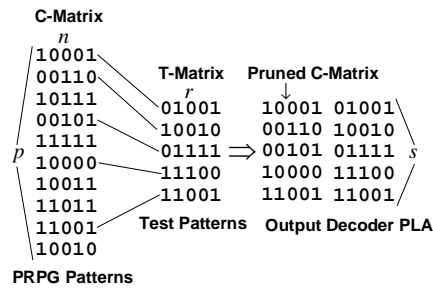 C-Matrix
n
10001
00110
10111
00101
11111
10000
10011
11011
11001
10010
p
PRPG Patterns
T-Matrix
r
01001
10010
01111
11100
11001
Test Patterns
⇒
Pruned C-Matrix
↓
10001 01001
00110 10010
00101 01111
10000 11100
11001 11001
s
Output Decoder PLA